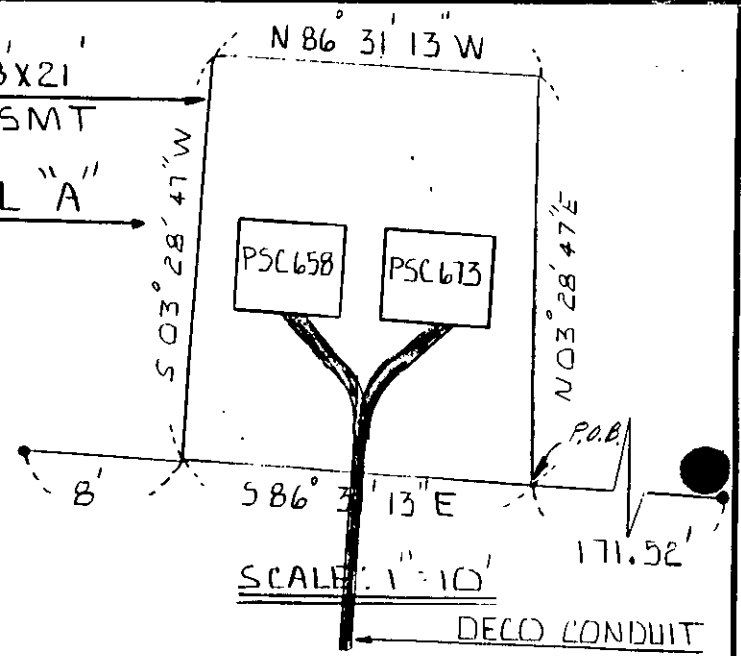 N 86° 31' 13" W
'X21'
SMT
"A"
S 03° 28' 47" W
PSC658
PSC673
N 03° 28' 47" E
P.O.B.
8'
S 86° 3 ' 13" E
171.52'
SCALE: 1"=10'
DECO CONDUIT